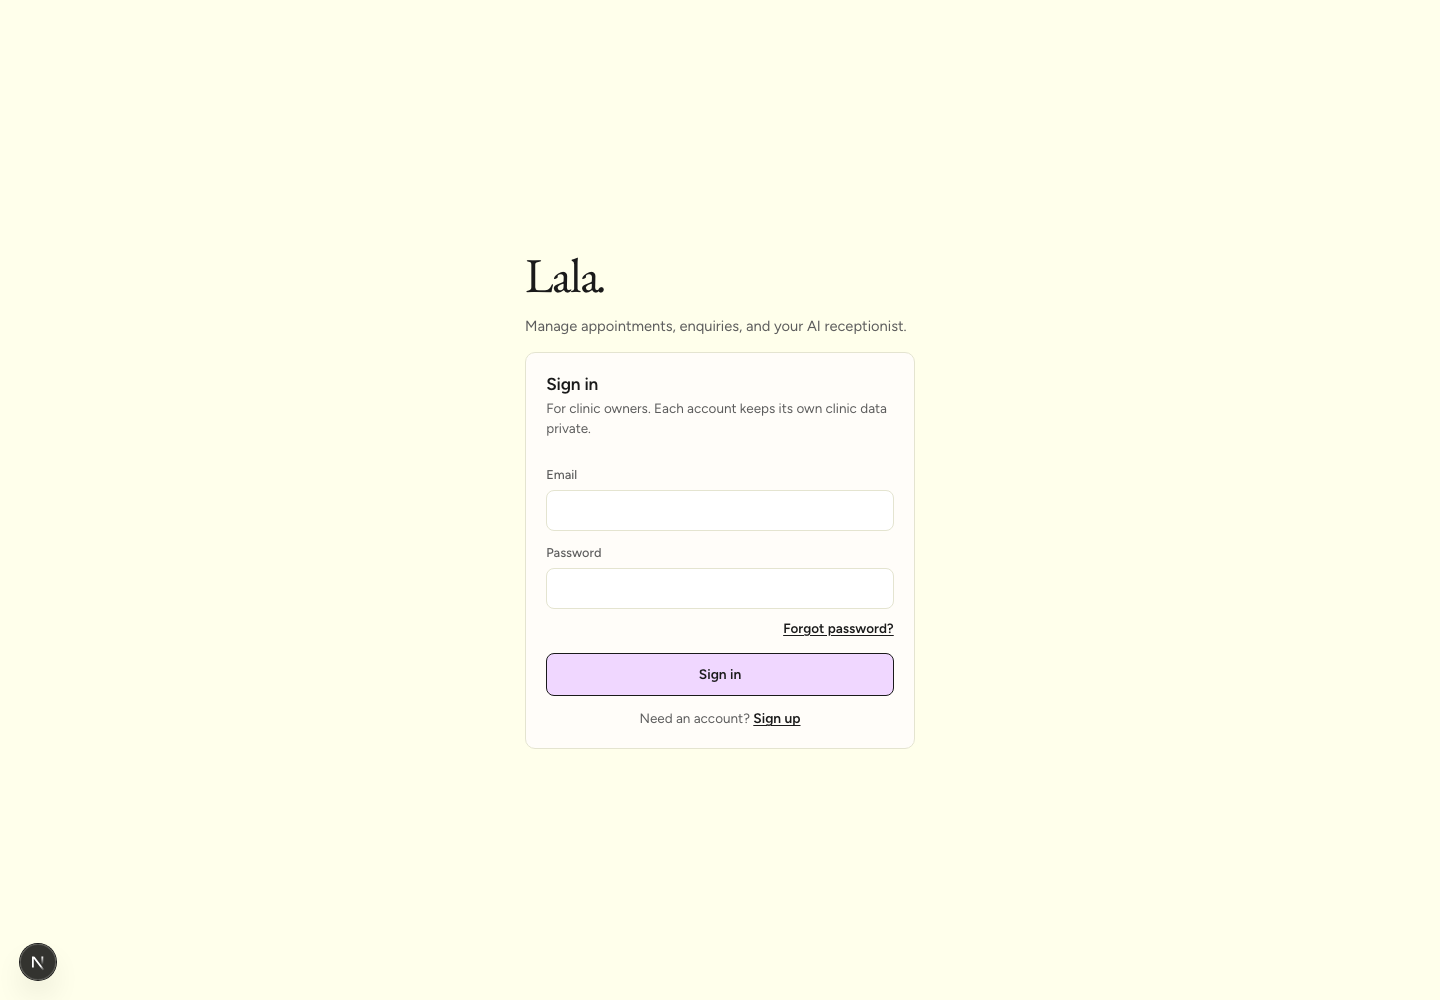 Lala.
Manage appointments, enquiries, and your AI receptionist.
Sign in
For clinic owners. Each account keeps its own clinic data
private.
Email
Password
Forgot password?
Sign in
Need an account? Sign up
N